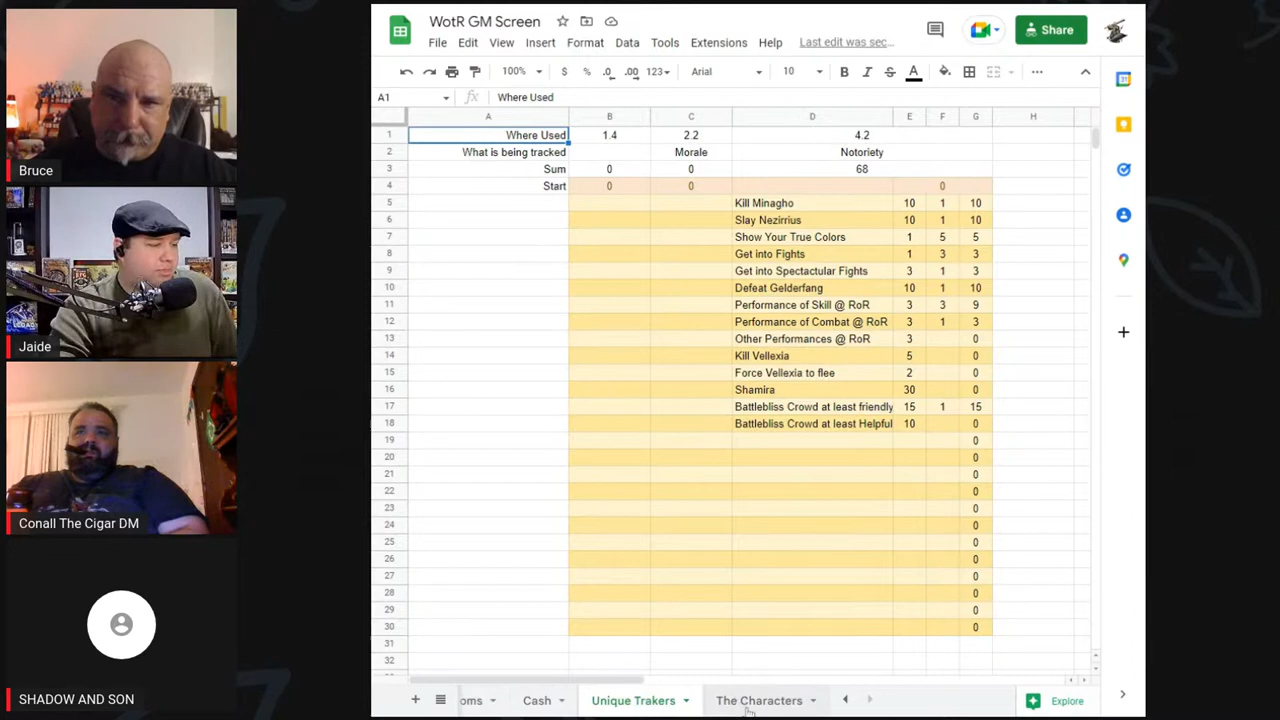 Bruce
Jaide
Conall The Cigar DM
SHADOW AND SON
WotR GM Screen
File Edit View Insert Format Data Tools Extensions Help Last edit was sec...
Share
100% $ % .0 .00 123 Arial 10 B I S A
A1 fx Where Used
A B C D E F G H
1 Where Used 1.4 2.2 4.2
2 What is being tracked Morale Notoriety
3 Sum 0 0 68
4 Start 0 0 0
5 Kill Minagho 10 1 10
6 Slay Nezirrius 10 1 10
7 Show Your True Colors 1 5 5
8 Get into Fights 1 3 3
9 Get into Spectacular Fights 3 1 3
10 Defeat Gelderfang 10 1 10
11 Performance of Skill @ RoR 3 3 9
12 Performance of Combat @ RoR 3 1 3
13 Other Performances @ RoR 3 0
14 Kill Vellexia 5 0
15 Force Vellexia to flee 2 0
16 Shamira 30 0
17 Battlebliss Crowd at least friendly 15 1 15
18 Battlebliss Crowd at least Helpful 10 0
19 0
20 0
21 0
22 0
23 0
24 0
25 0
26 0
27 0
28 0
29 0
30 0
31
32
oms Cash Unique Trakers The Characters Explore